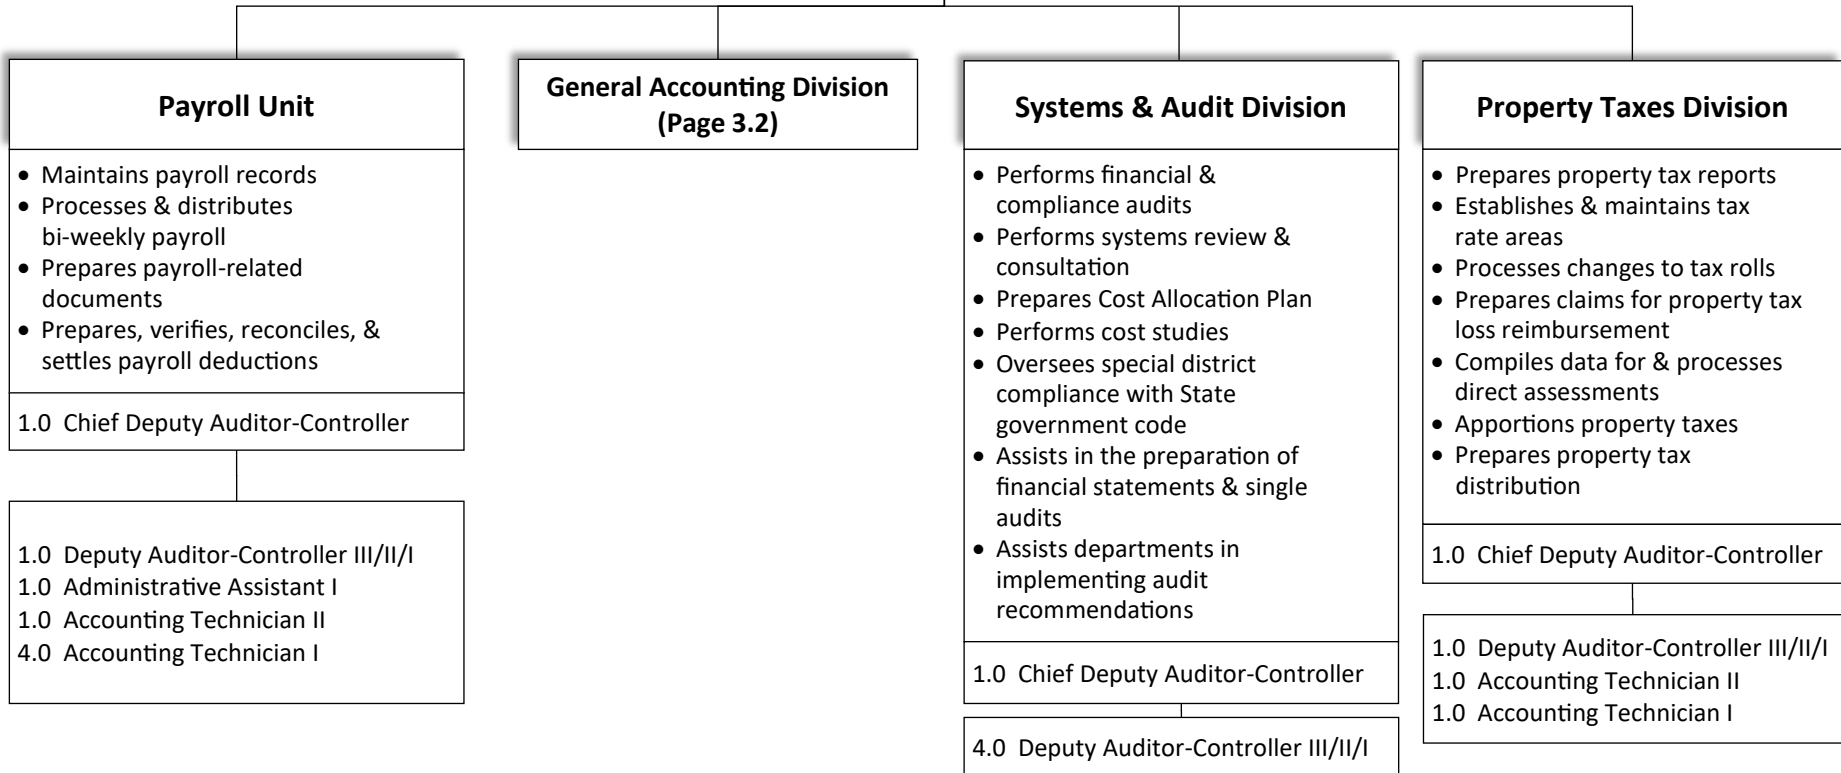 Payroll Unit
• Maintains payroll records
• Processes & distributes
bi-weekly payroll
• Prepares payroll-related
documents
• Prepares, verifies, reconciles, &
settles payroll deductions
1.0 Chief Deputy Auditor-Controller
1.0 Deputy Auditor-Controller III/II/I
1.0 Administrative Assistant I
1.0 Accounting Technician II
4.0 Accounting Technician I
General Accounting Division
(Page 3.2)
Systems & Audit Division
• Performs financial &
compliance audits
• Performs systems review &
consultation
• Prepares Cost Allocation Plan
• Performs cost studies
• Oversees special district
compliance with State
government code
• Assists in the preparation of
financial statements & single
audits
• Assists departments in
implementing audit
recommendations
1.0 Chief Deputy Auditor-Controller
4.0 Deputy Auditor-Controller III/II/I
Property Taxes Division
• Prepares property tax reports
• Establishes & maintains tax
rate areas
• Processes changes to tax rolls
• Prepares claims for property tax
loss reimbursement
• Compiles data for & processes
direct assessments
• Apportions property taxes
• Prepares property tax
distribution
1.0 Chief Deputy Auditor-Controller
1.0 Deputy Auditor-Controller III/II/I
1.0 Accounting Technician II
1.0 Accounting Technician I